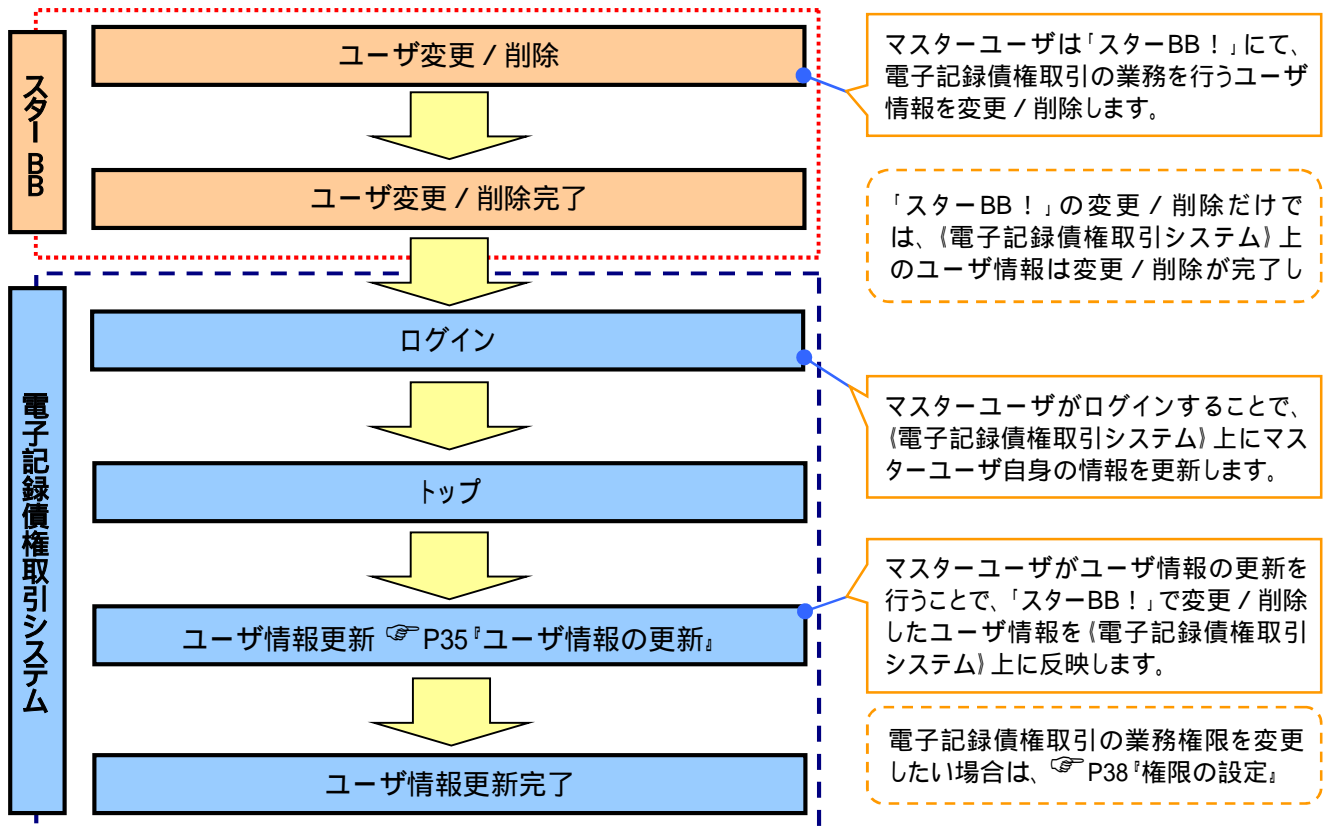 スターBB
ユーザ変更／削除
マスターユーザは「スターBB！」にて、
電子記録債権取引の業務を行うユーザ
情報を変更／削除します。
ユーザ変更／削除完了
「スターBB！」の変更／削除だけで
は、《電子記録債権取引システム》上
のユーザ情報は変更／削除が完了し
電子記録債権取引システム
ログイン
マスターユーザがログインすることで、
《電子記録債権取引システム》上にマス
ターユーザ自身の情報を更新します。
トップ
ユーザ情報更新 ☞P35『ユーザ情報の更新』
マスターユーザがユーザ情報の更新を
行うことで、「スターBB！」で変更／削除
したユーザ情報を《電子記録債権取引
システム》上に反映します。
ユーザ情報更新完了
電子記録債権取引の業務権限を変更
したい場合は、☞P38『権限の設定』